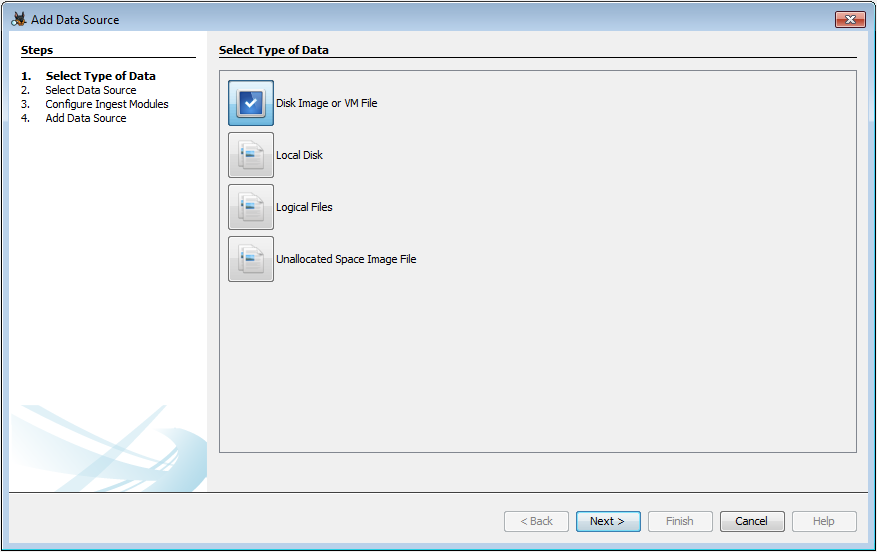 Add Data Source
Steps
1. Select Type of Data
2. Select Data Source
3. Configure Ingest Modules
4. Add Data Source
Select Type of Data
Disk Image or VM File
Local Disk
Logical Files
Unallocated Space Image File
< Back
Next >
Finish
Cancel
Help